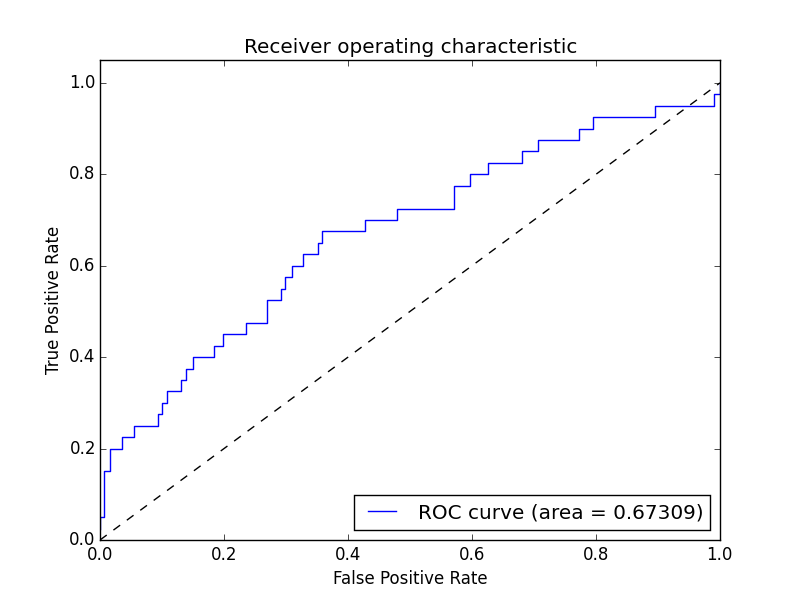 Receiver operating characteristic
True Positive Rate
1.0
0.8
0.6
0.4
0.2
0.0
ROC curve (area = 0.67309)
0.0 0.2 0.4 0.6 0.8 1.0
False Positive Rate